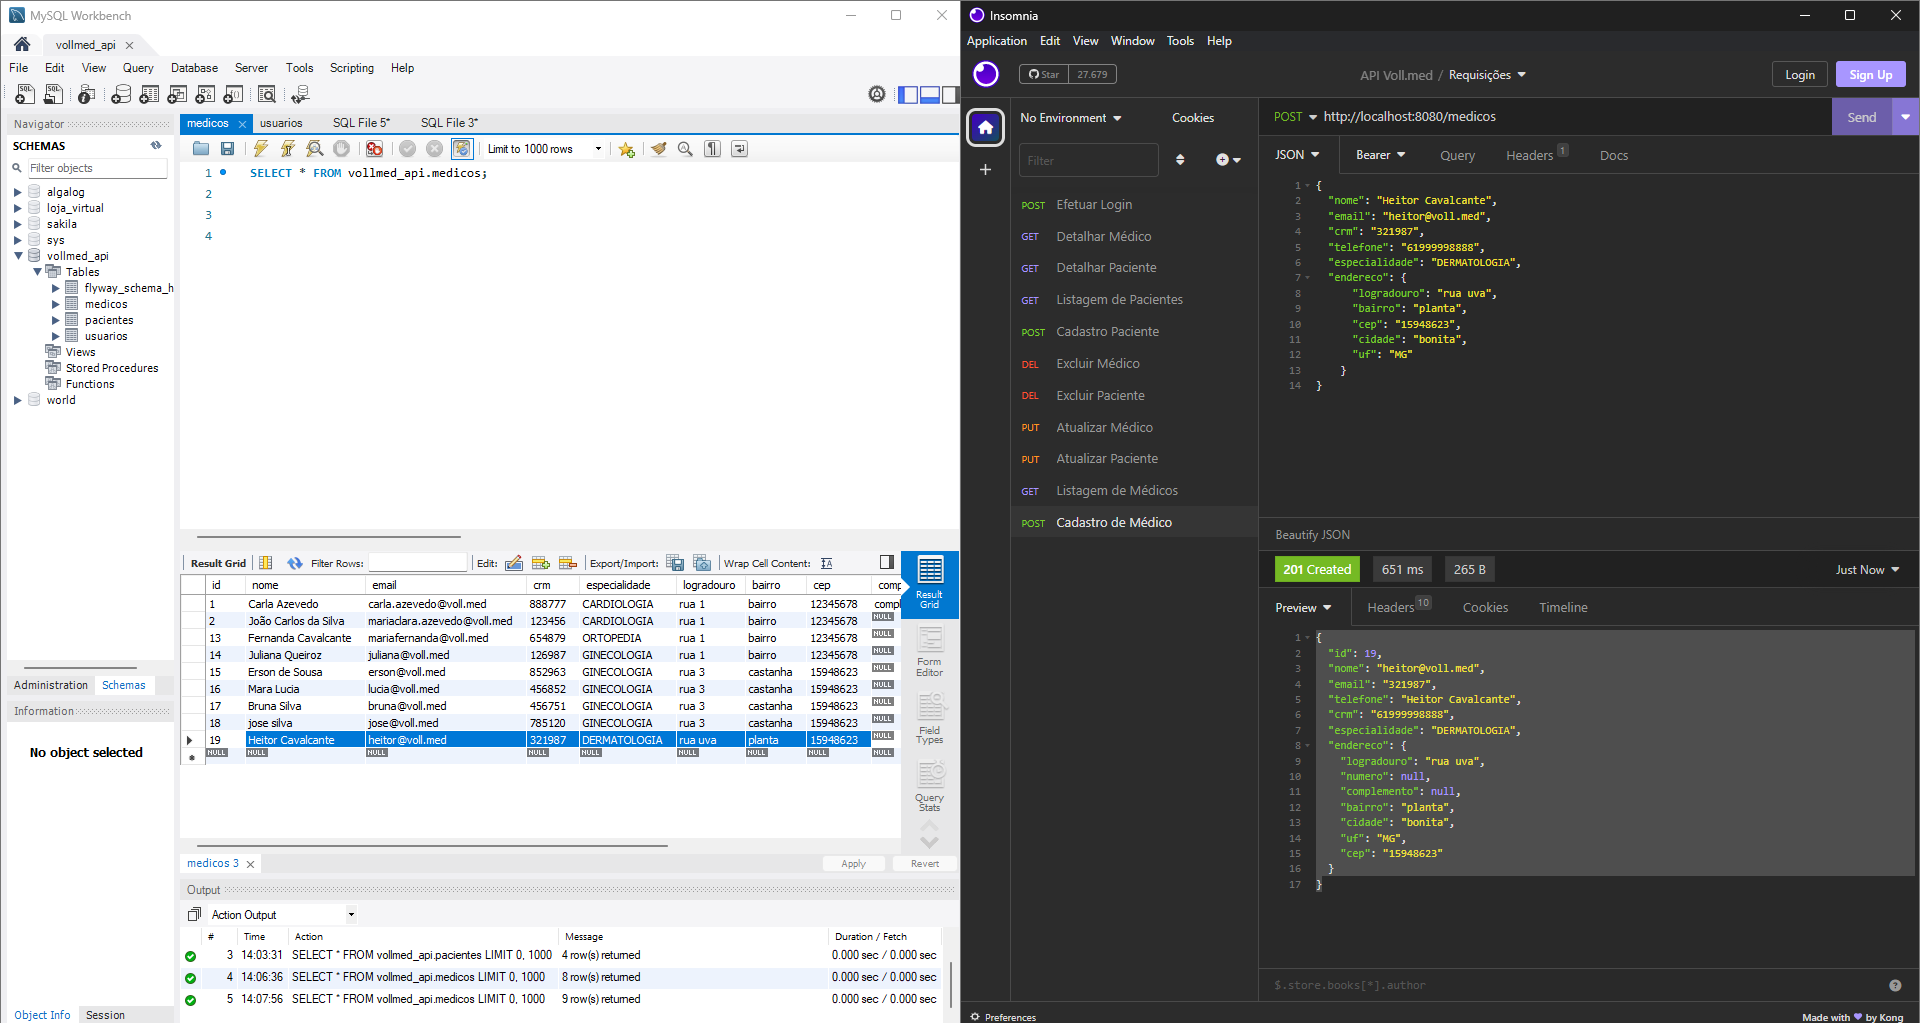 MySQL Workbench
vollmed_api
File Edit View Query Database Server Tools Scripting Help
Navigator
SCHEMAS
Filter objects
algalog
loja_virtual
sakila
sys
vollmed_api
Tables
flyway_schema_h
medicos
pacientes
usuarios
Views
Stored Procedures
Functions
world
Administration Schemas
Information
No object selected
Object Info Session
medicos usuarios SQL File 5* SQL File 3*
Limit to 1000 rows
1 SELECT * FROM vollmed_api.medicos;
2
3
4
Result Grid Filter Rows: Edit: Export/Import: Wrap Cell Content:
id nome email crm especialidade logradouro bairro cep comp
1 Carla Azevedo carla.azevedo@voll.med 888777 CARDIOLOGIA rua 1 bairro 12345678 compl
2 João Carlos da Silva mariaclara.azevedo@voll.med 123456 CARDIOLOGIA rua 1 bairro 12345678 NULL
13 Fernanda Cavalcante mariafernanda@voll.med 654879 ORTOPEDIA rua 1 bairro 12345678 NULL
14 Juliana Queiroz juliana@voll.med 126987 GINECOLOGIA rua 1 bairro 12345678 NULL
15 Erson de Sousa erson@voll.med 852963 GINECOLOGIA rua 3 castanha 15948623 NULL
16 Mara Lucia lucia@voll.med 456852 GINECOLOGIA rua 3 castanha 15948623 NULL
17 Bruna Silva bruna@voll.med 456751 GINECOLOGIA rua 3 castanha 15948623 NULL
18 jose silva jose@voll.med 785120 GINECOLOGIA rua 3 castanha 15948623 NULL
19 Heitor Cavalcante heitor@voll.med 321987 DERMATOLOGIA rua uva planta 15948623 NULL
NULL NULL NULL NULL NULL NULL NULL NULL NULL
Result
Grid
Form
Editor
Field
Types
Query
Stats
medicos 3 Apply Revert
Output
Action Output
# Time Action Message Duration / Fetch
3 14:03:31 SELECT * FROM vollmed_api.pacientes LIMIT 0, 1000 4 row(s) returned 0.000 sec / 0.000 sec
4 14:06:36 SELECT * FROM vollmed_api.medicos LIMIT 0, 1000 8 row(s) returned 0.000 sec / 0.000 sec
5 14:07:56 SELECT * FROM vollmed_api.medicos LIMIT 0, 1000 9 row(s) returned 0.000 sec / 0.000 sec
Insomnia
Application Edit View Window Tools Help
Star 27.679 API Voll.med / Requisições Login Sign Up
No Environment Cookies
Filter
POST Efetuar Login
GET Detalhar Médico
GET Detalhar Paciente
GET Listagem de Pacientes
POST Cadastro Paciente
DEL Excluir Médico
DEL Excluir Paciente
PUT Atualizar Médico
PUT Atualizar Paciente
GET Listagem de Médicos
POST Cadastro de Médico
POST http://localhost:8080/medicos Send
JSON Bearer Query Headers 1 Docs
1 {
2 "nome": "Heitor Cavalcante",
3 "email": "heitor@voll.med",
4 "crm": "321987",
5 "telefone": "61999998888",
6 "especialidade": "DERMATOLOGIA",
7 "endereco": {
8 "logradouro": "rua uva",
9 "bairro": "planta",
10 "cep": "15948623",
11 "cidade": "bonita",
12 "uf": "MG"
13 }
14 }
Beautify JSON
201 Created 651 ms 265 B Just Now
Preview Headers 10 Cookies Timeline
1 {
2 "id": 19,
3 "nome": "heitor@voll.med",
4 "email": "321987",
5 "telefone": "Heitor Cavalcante",
6 "crm": "61999998888",
7 "especialidade": "DERMATOLOGIA",
8 "endereco": {
9 "logradouro": "rua uva",
10 "numero": null,
11 "complemento": null,
12 "bairro": "planta",
13 "cidade": "bonita",
14 "uf": "MG",
15 "cep": "15948623"
16 }
17 }
$.store.books[*].author
Preferences Made with by Kong